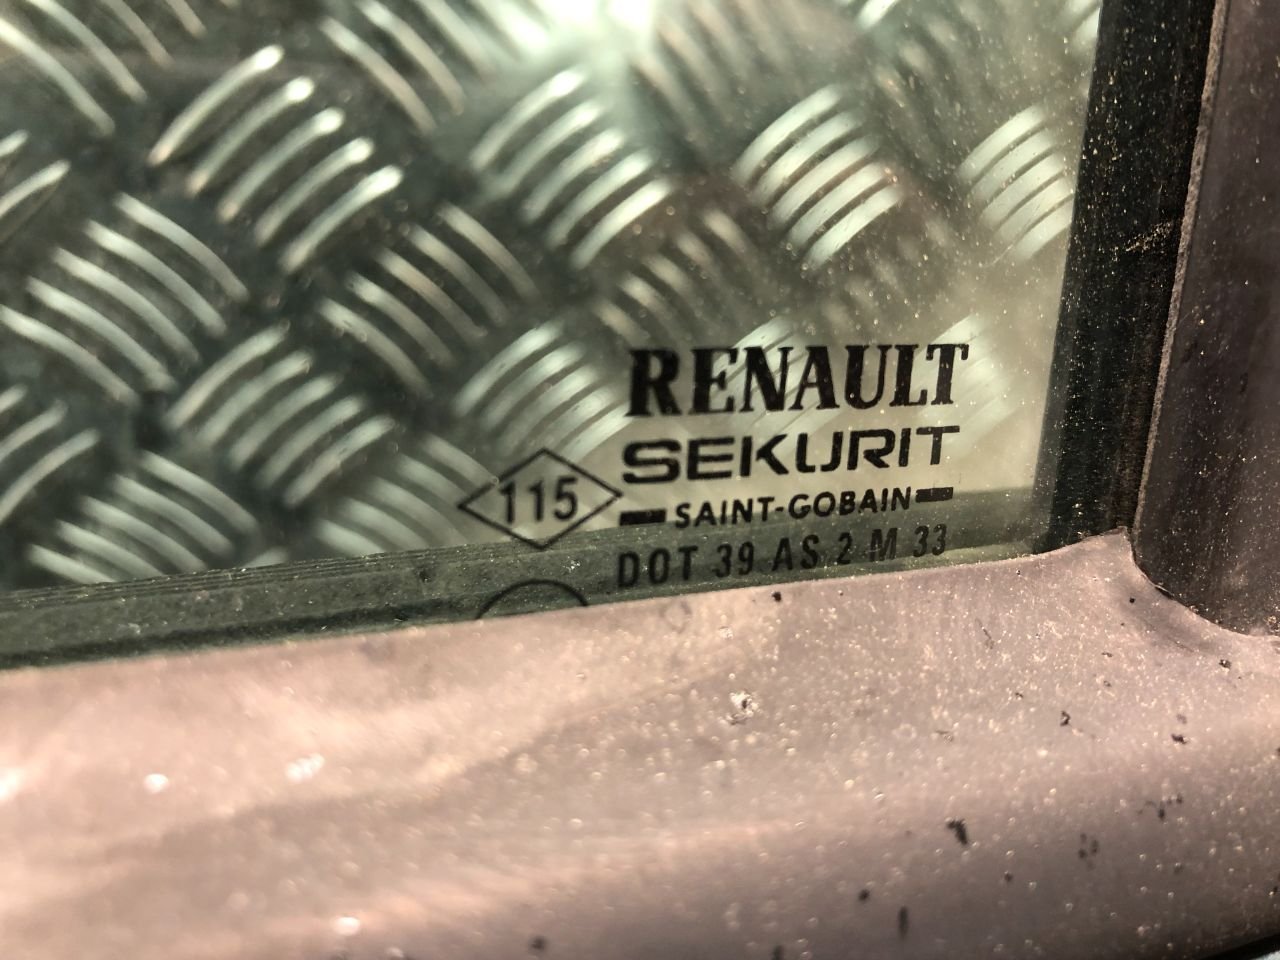 RENAULT
SEKURIT
115
SAINT-GOBAIN
DOT 39 AS 2 M 33